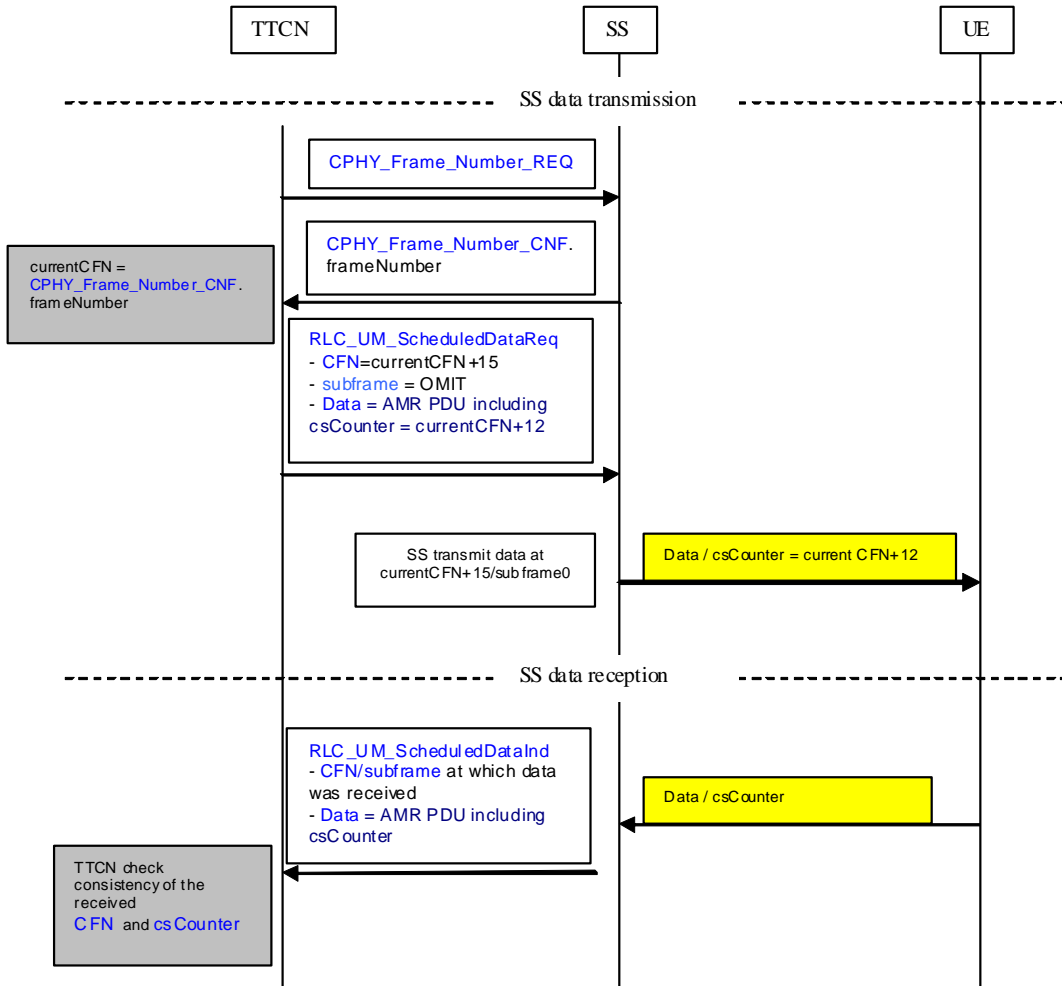 TTCN
SS
UE
SS data transmission
CPHY_Frame_Number_REQ
CPHY_Frame_Number_CNF.
frameNumber
currentCFN =
CPHY_Frame_Number_CNF.
frameNumber
RLC_UM_ScheduledDataReq
- CFN=currentCFN+15
- subframe = OMIT
- Data = AMR PDU including
csCounter = currentCFN+12
SS transmit data at
currentCFN+15/subframe0
Data / csCounter = current CFN+12
SS data reception
RLC_UM_ScheduledDataInd
- CFN/subframe at which data
was received
- Data = AMR PDU including
csCounter
Data / csCounter
TTCN check
consistency of the
received
CFN and csCounter